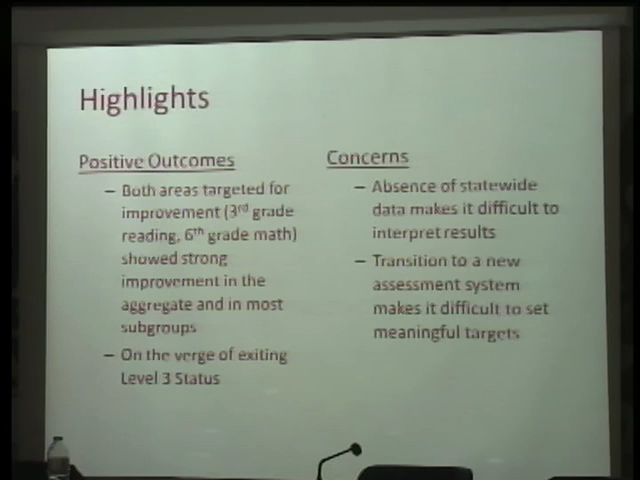 Highlights
Positive Outcomes
– Both areas targeted for
improvement (3rd grade
reading, 6th grade math)
showed strong
improvement in the
aggregate and in most
subgroups
– On the verge of exiting
Level 3 Status
Concerns
– Absence of statewide
data makes it difficult to
interpret results
– Transition to a new
assessment system
makes it difficult to set
meaningful targets